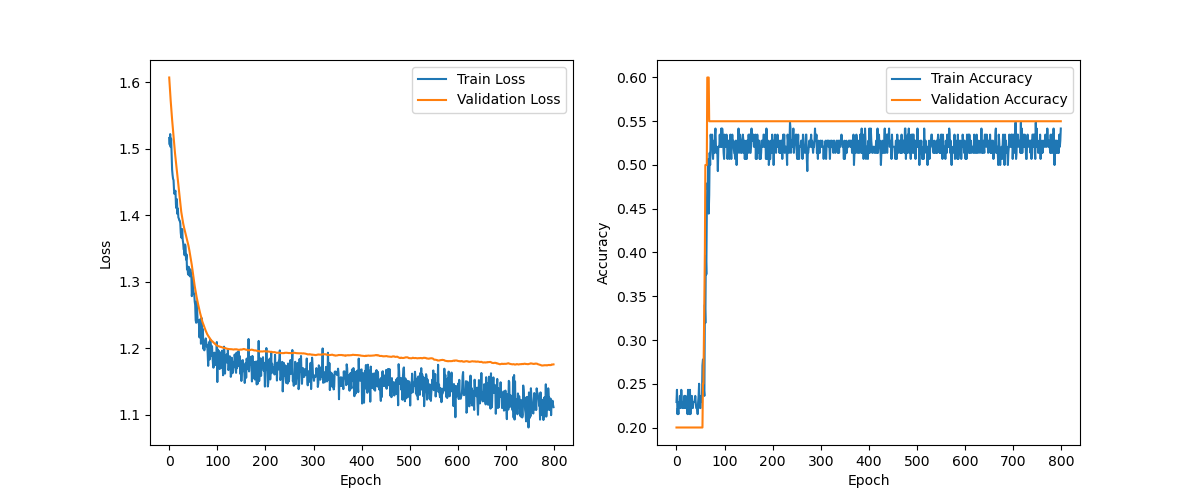 Train Loss
Validation Loss
1.6
1.5
1.4
1.3
1.2
1.1
Loss
0 100 200 300 400 500 600 700 800
Epoch
Train Accuracy
Validation Accuracy
0.60
0.55
0.50
0.45
0.40
0.35
0.30
0.25
0.20
Accuracy
0 100 200 300 400 500 600 700 800
Epoch